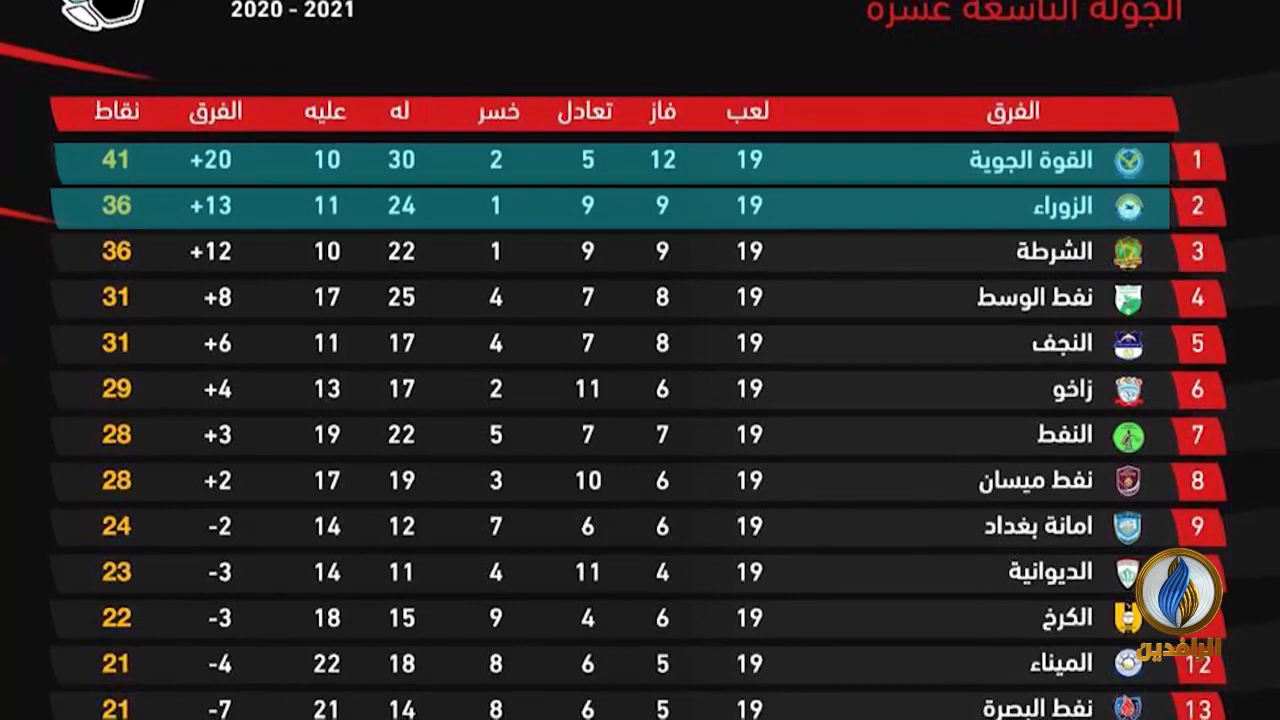 الجولة التاسعة عشرة
2020 - 2021
الفرق لعب فاز تعادل خسر له عليه الفرق نقاط
1 القوة الجوية 19 12 5 2 30 10 +20 41
2 الزوراء 19 9 9 1 24 11 +13 36
3 الشرطة 19 9 9 1 22 10 +12 36
4 نفط الوسط 19 8 7 4 25 17 +8 31
5 النجف 19 8 7 4 17 11 +6 31
6 زاخو 19 6 11 2 17 13 +4 29
7 النفط 19 7 7 5 22 19 +3 28
8 نفط ميسان 19 6 10 3 19 17 +2 28
9 امانة بغداد 19 6 6 7 12 14 -2 24
الديوانية 19 4 11 4 11 14 -3 23
الكرخ 19 6 4 9 15 18 -3 22
12 الميناء 19 5 6 8 18 22 -4 21
13 نفط البصرة 19 5 6 8 14 21 -7 21
الرافدين